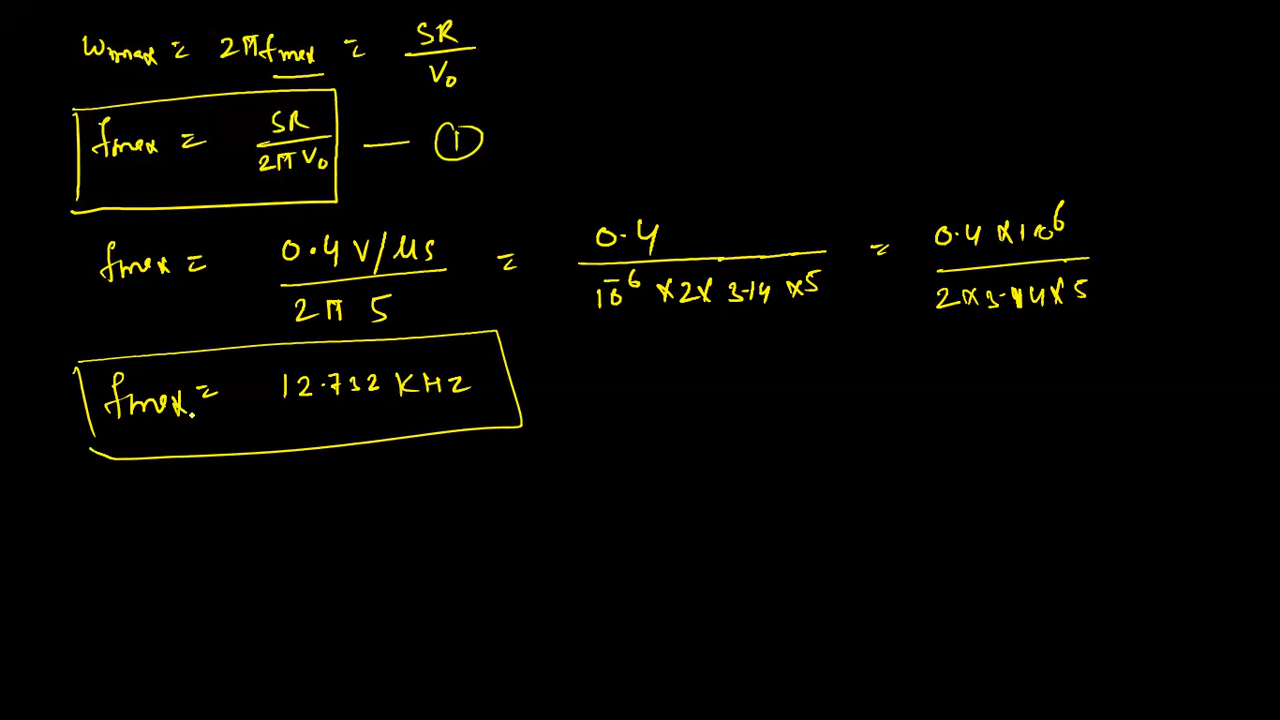 ωmax = 2πfmax = SR / V₀
fmax = SR / 2πV₀ — ①
fmax = 0.4 V/μs / 2π 5 = 0.4 / 10⁻⁶ × 2 × 3.14 × 5 = 0.4 × 10⁶ / 2 × 3.14 × 5
fmax = 12.732 KHz